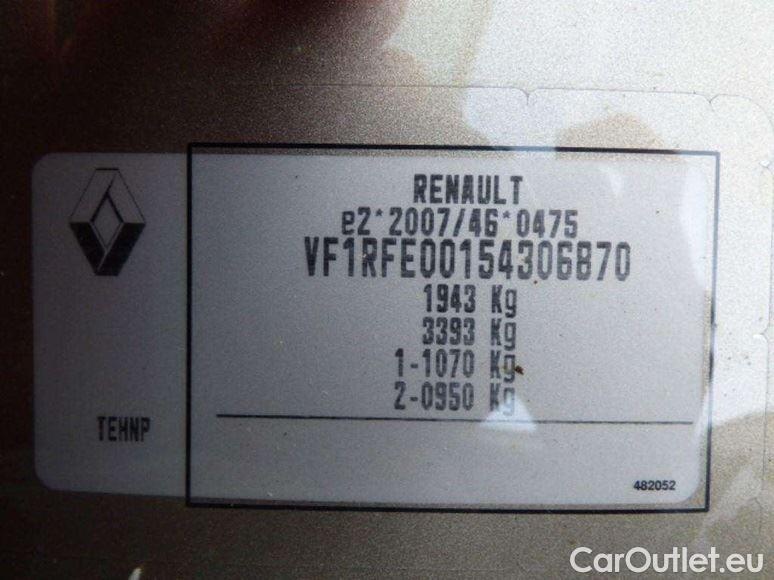 RENAULT
e2*2007/46*0475
VF1RFE00154306870
1943 Kg
3393 Kg
1-1070 Kg
2-0950 Kg
TEHNP
482052
CarOutlet.eu